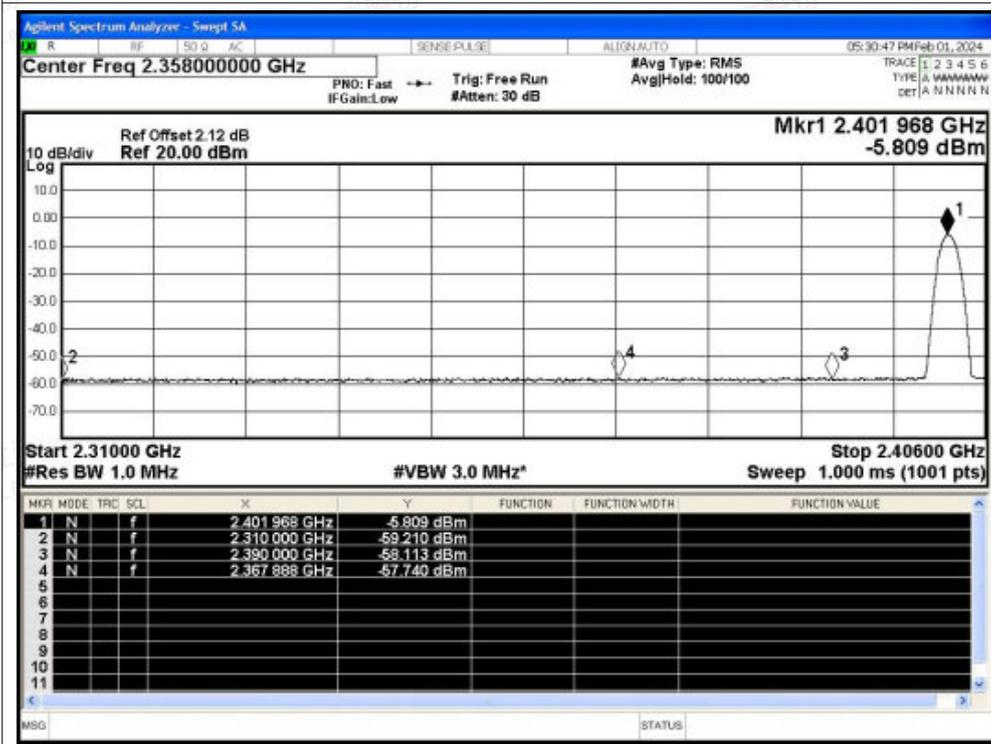 Agilent Spectrum Analyzer - Swept SA
LXI R RF 50 Ω AC SENSE:PULSE ALIGN AUTO 05:30:47 PM Feb 01, 2024
Center Freq 2.358000000 GHz
PNO: Fast
IFGain:Low
Trig: Free Run
#Atten: 30 dB
#Avg Type: RMS
Avg|Hold: 100/100
TRACE 1 2 3 4 5 6
TYPE A WWWWW
DET A N N N N N
Mkr1 2.401 968 GHz
-5.809 dBm
Ref Offset 2.12 dB
10 dB/div Ref 20.00 dBm
Log
10.0
0.00
-10.0
-20.0
-30.0
-40.0
-50.0
-60.0
-70.0
1
2
4
3
Start 2.31000 GHz Stop 2.40600 GHz
#Res BW 1.0 MHz #VBW 3.0 MHz* Sweep 1.000 ms (1001 pts)
MKR MODE TRC SCL X Y FUNCTION FUNCTION WIDTH FUNCTION VALUE
1 N f 2.401 968 GHz -5.809 dBm
2 N f 2.310 000 GHz -59.210 dBm
3 N f 2.390 000 GHz -58.113 dBm
4 N f 2.367 888 GHz -57.740 dBm
5
6
7
8
9
10
11
MSG STATUS